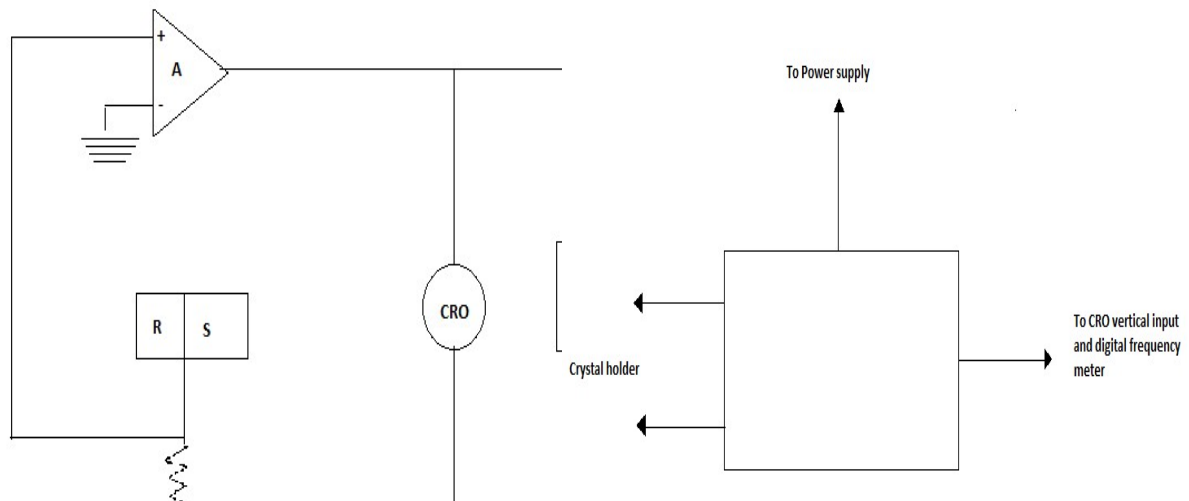 +
A
-
R
S
CRO
To Power supply
Crystal holder
To CRO vertical input
and digital frequency
meter